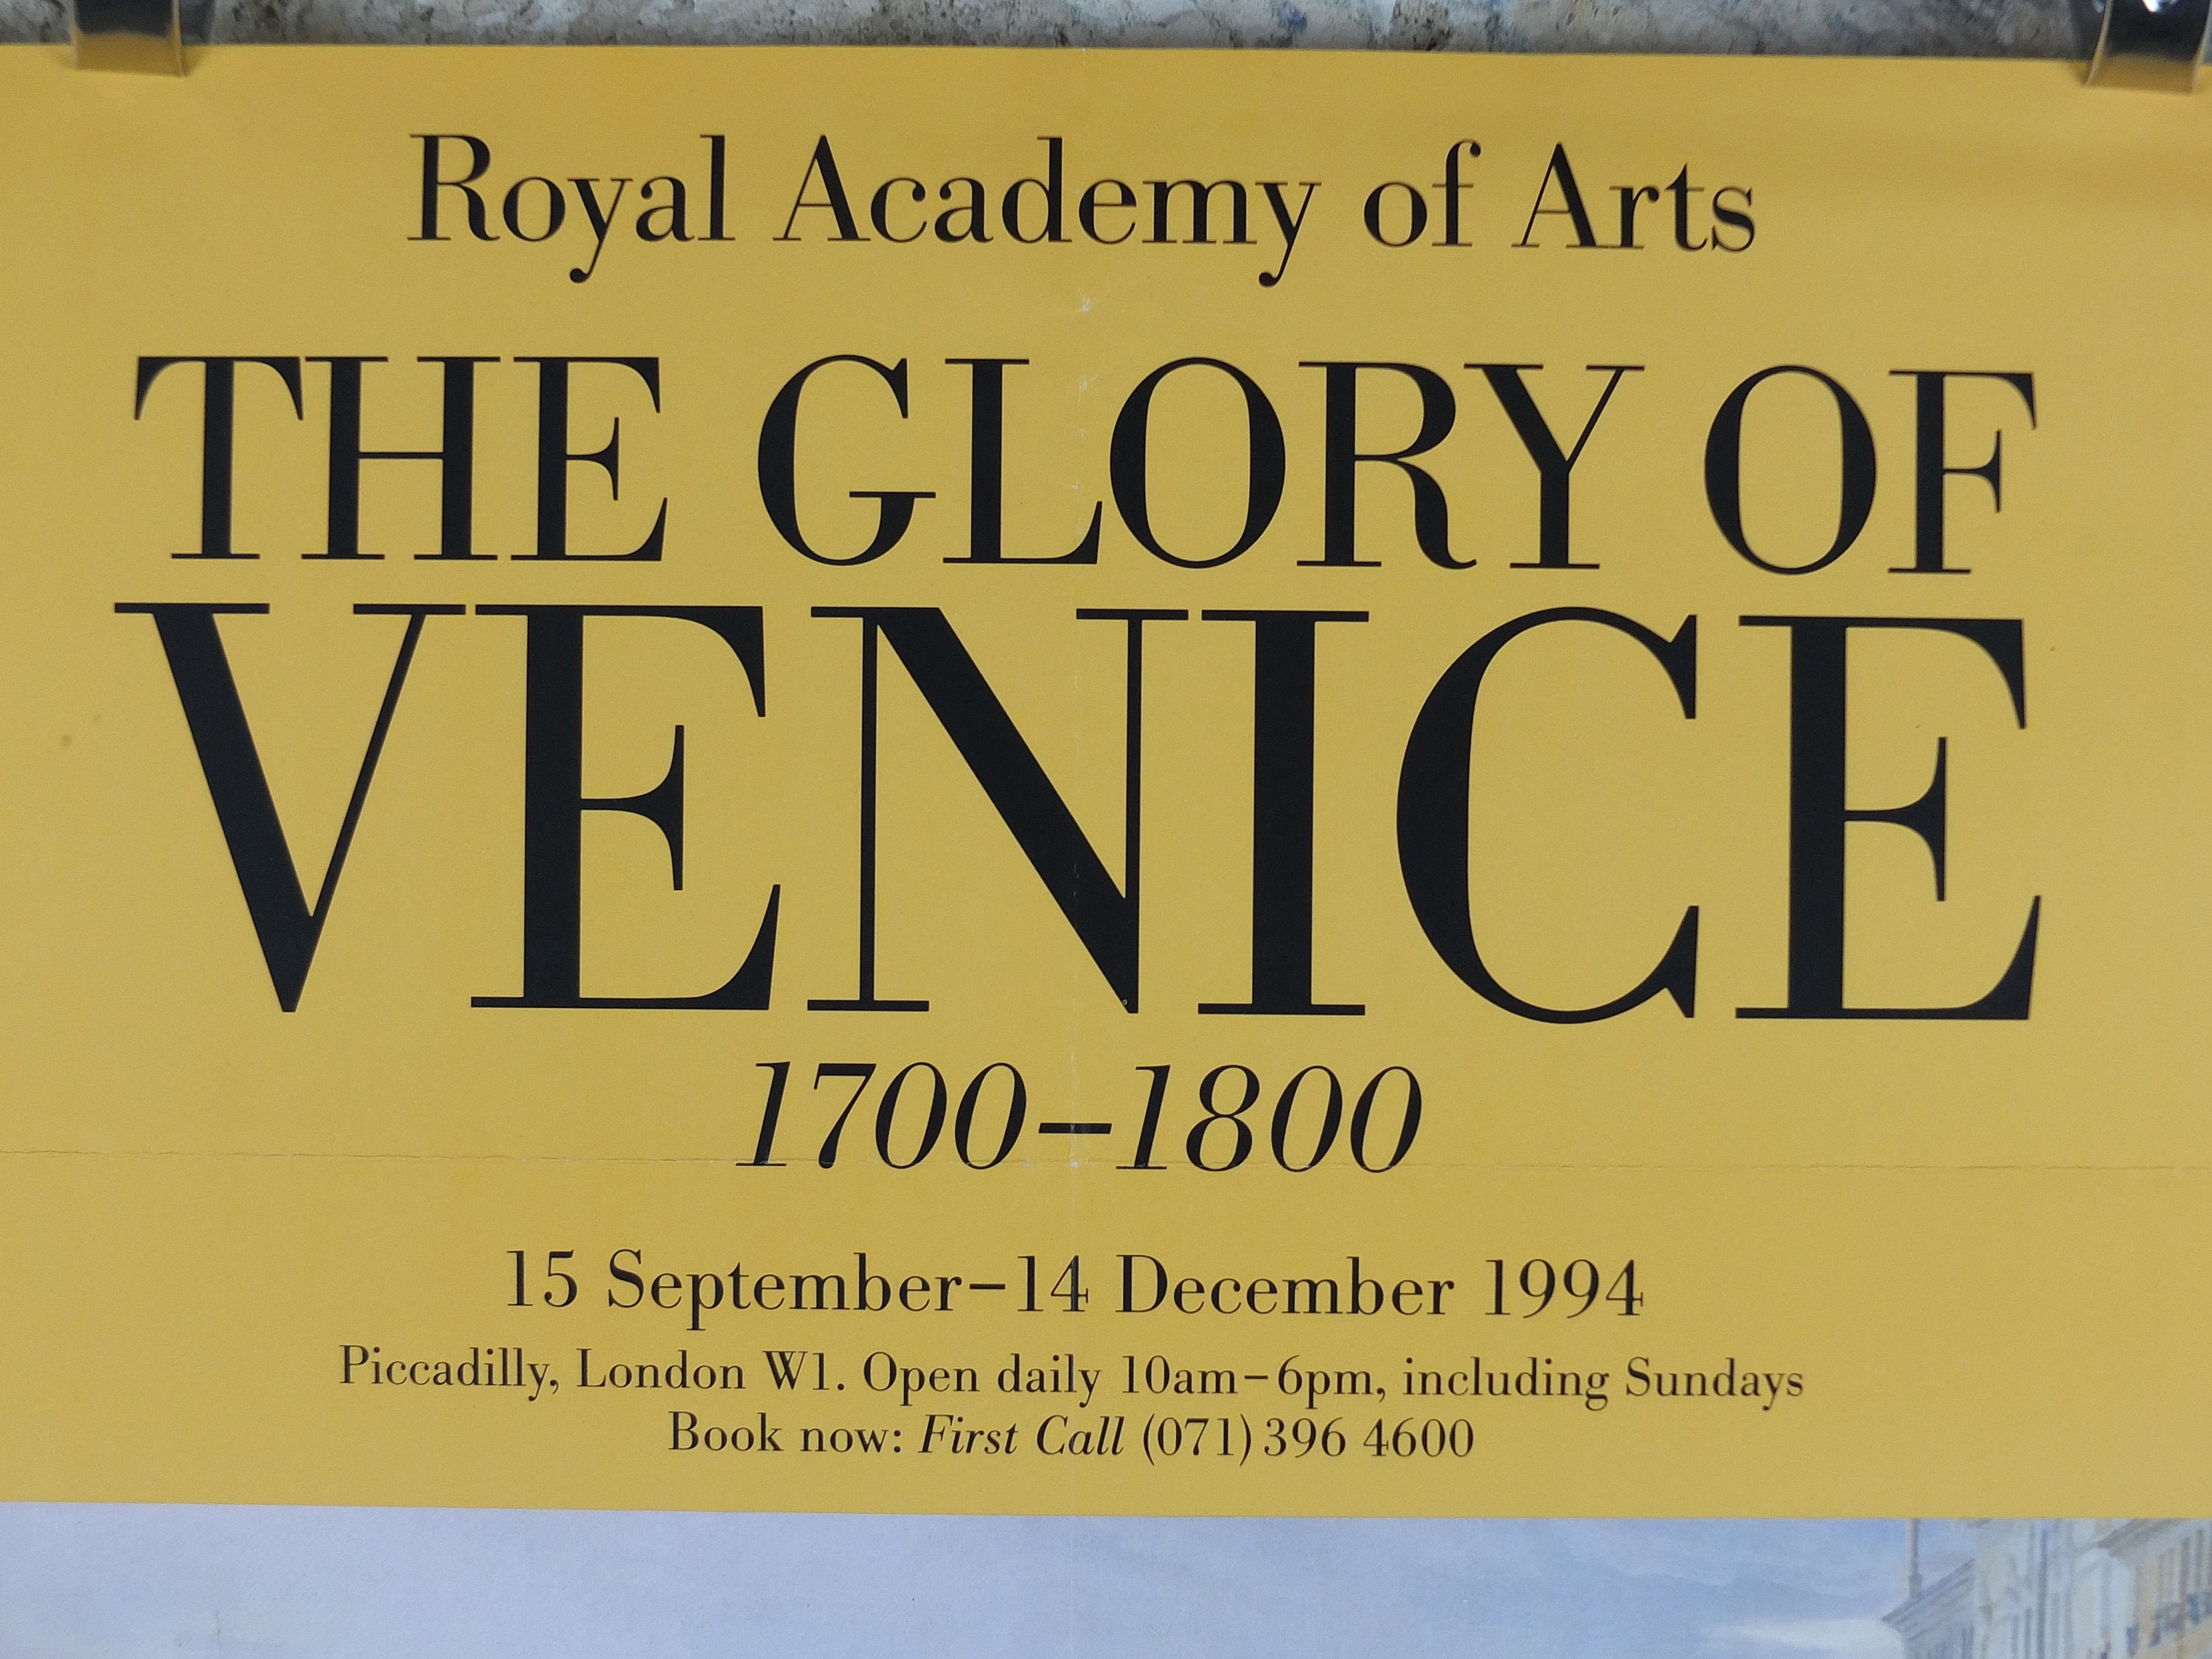 Royal Academy of Arts
THE GLORY OF
VENICE
1700–1800
15 September–14 December 1994
Piccadilly, London W1. Open daily 10am–6pm, including Sundays
Book now: First Call (071) 396 4600